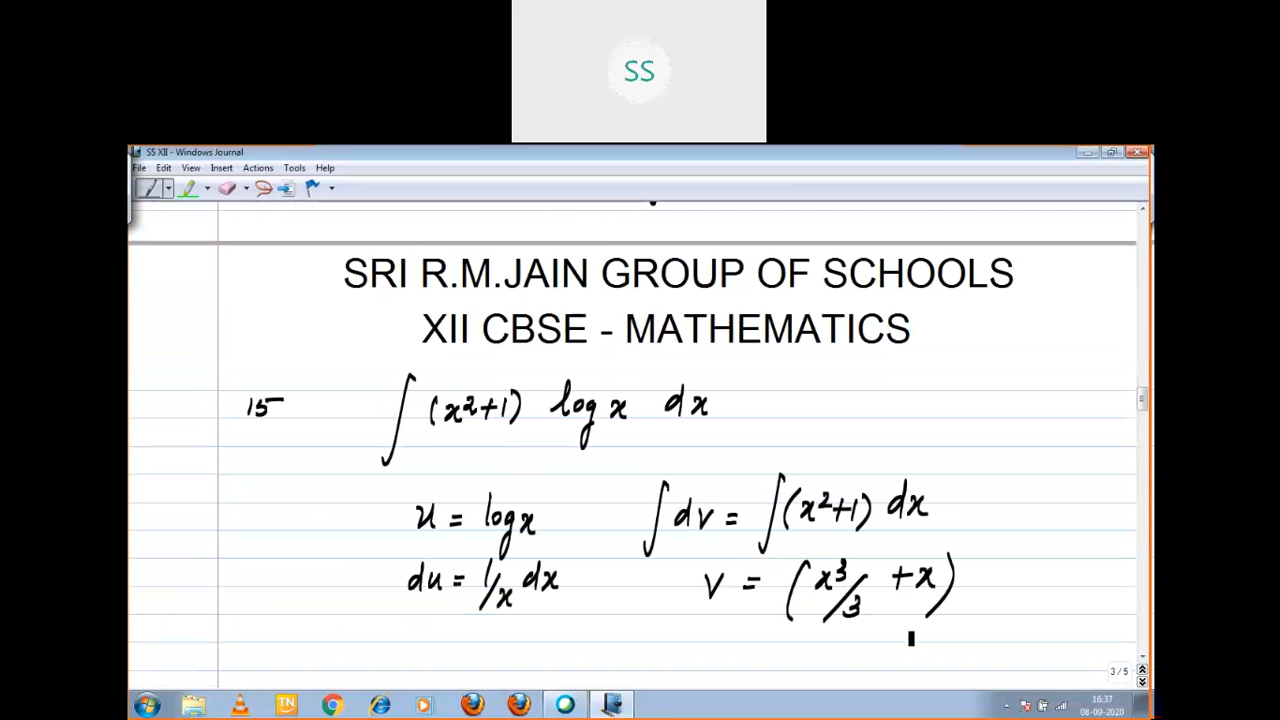 SS
SS XII - Windows Journal
File Edit View Insert Actions Tools Help
SRI R.M.JAIN GROUP OF SCHOOLS
XII CBSE - MATHEMATICS
15 ∫ (x²+1) log x dx
u = log x ∫ dv = ∫ (x²+1) dx
du = 1/x dx v = (x³/3 + x)
3 / 5
TN
16:37
08-09-2020